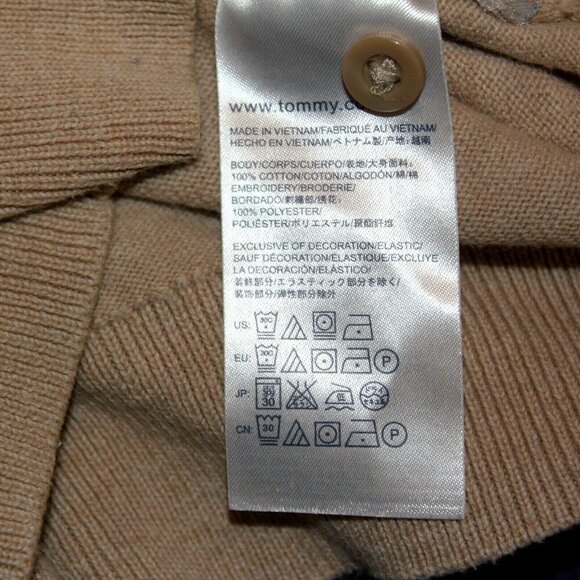 www.tommy.c
MADE IN VIETNAM/FABRIQUÉ AU VIETNAM/
HECHO EN VIETNAM/ベトナム製/产地:越南
BODY/CORPS/CUERPO/表地/大身面料:
100% COTTON/COTON/ALGODÓN/綿/棉
EMBROIDERY/BRODERIE/
BORDADO/刺繍部/绣花:
100% POLYESTER/
POLIÉSTER/ポリエステル/聚酯纤维
EXCLUSIVE OF DECORATION/ELASTIC/
SAUF DÉCORATION/ÉLASTIQUE/EXCLUYE
LA DECORACIÓN/ELÁSTICO/
装飾部分/エラスティック部分を除く/
装饰部分/弹性部分除外
US: 30C
EU: 30C
JP: 30 低
CN: 30 P
P